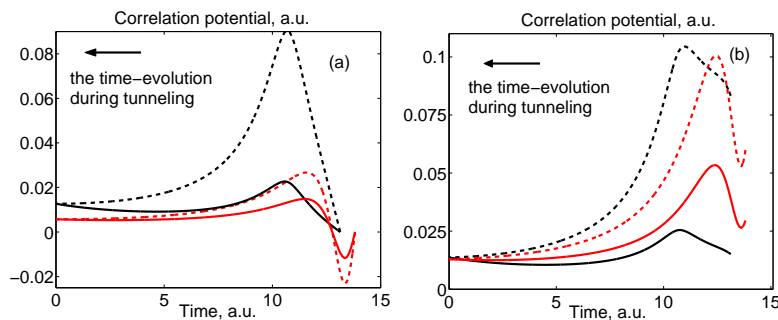 Correlation potential, a.u.
0.08
0.06
0.04
0.02
0
−0.02
0
5
10
15
Time, a.u.
(a)
the time−evolution
during tunneling
Correlation potential, a.u.
0.1
0.075
0.05
0.025
0
0
5
10
15
Time, a.u.
(b)
the time−evolution
during tunneling